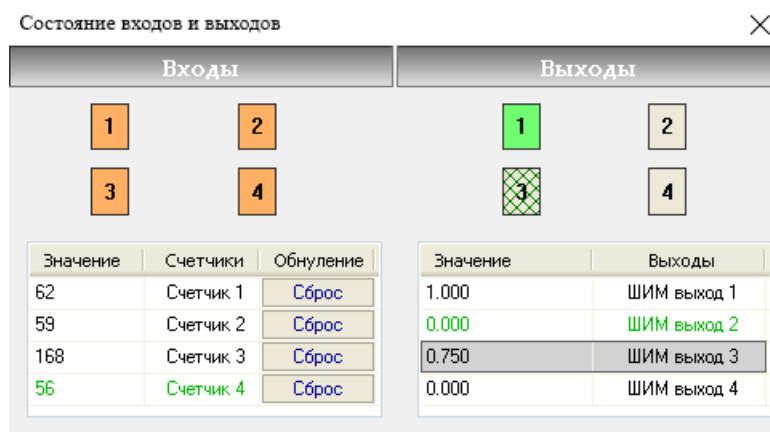 Состояние входов и выходов
Входы
Выходы
1 2
3 4
1 2
3 4
Значение Счетчики Обнуление
62 Счетчик 1 Сброс
59 Счетчик 2 Сброс
168 Счетчик 3 Сброс
56 Счетчик 4 Сброс
Значение Выходы
1.000 ШИМ выход 1
0.000 ШИМ выход 2
0.750 ШИМ выход 3
0.000 ШИМ выход 4